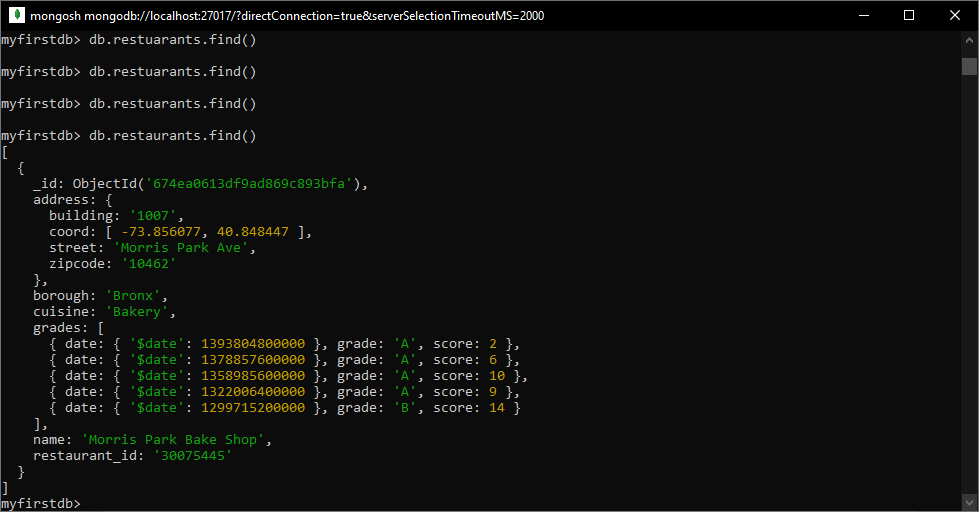 mongosh mongodb://localhost:27017/?directConnection=true&serverSelectionTimeoutMS=2000
myfirstdb> db.restuarants.find()
myfirstdb> db.restuarants.find()
myfirstdb> db.restuarants.find()
myfirstdb> db.restaurants.find()
[
  {
    _id: ObjectId('674ea0613df9ad869c893bfa'),
    address: {
      building: '1007',
      coord: [ -73.856077, 40.848447 ],
      street: 'Morris Park Ave',
      zipcode: '10462'
    },
    borough: 'Bronx',
    cuisine: 'Bakery',
    grades: [
      { date: { '$date': 1393804800000 }, grade: 'A', score: 2 },
      { date: { '$date': 1378857600000 }, grade: 'A', score: 6 },
      { date: { '$date': 1358985600000 }, grade: 'A', score: 10 },
      { date: { '$date': 1322006400000 }, grade: 'A', score: 9 },
      { date: { '$date': 1299715200000 }, grade: 'B', score: 14 }
    ],
    name: 'Morris Park Bake Shop',
    restaurant_id: '30075445'
  }
]
myfirstdb>